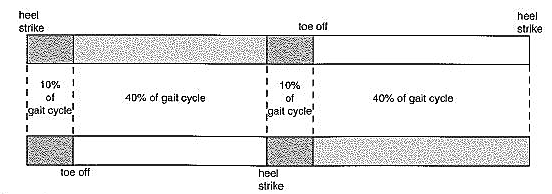 heel
strike
toe off
heel
strike
10%
of
gait cycle
40% of gait cycle
10%
of
gait cycle
40% of gait cycle
toe off
heel
strike